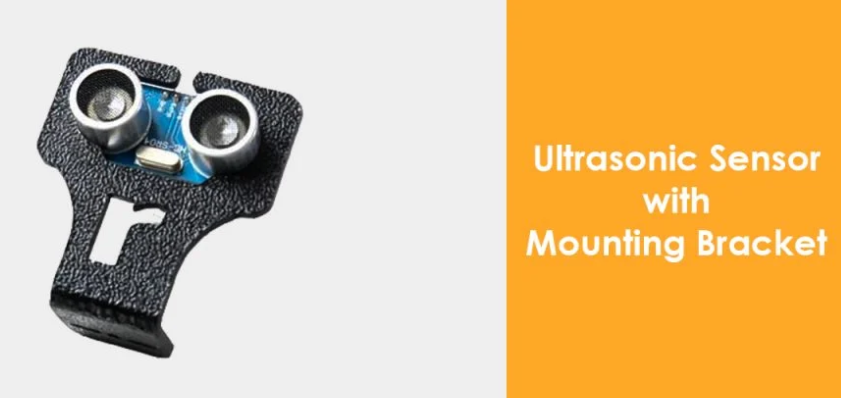 r
Ultrasonic Sensor
with
Mounting Bracket